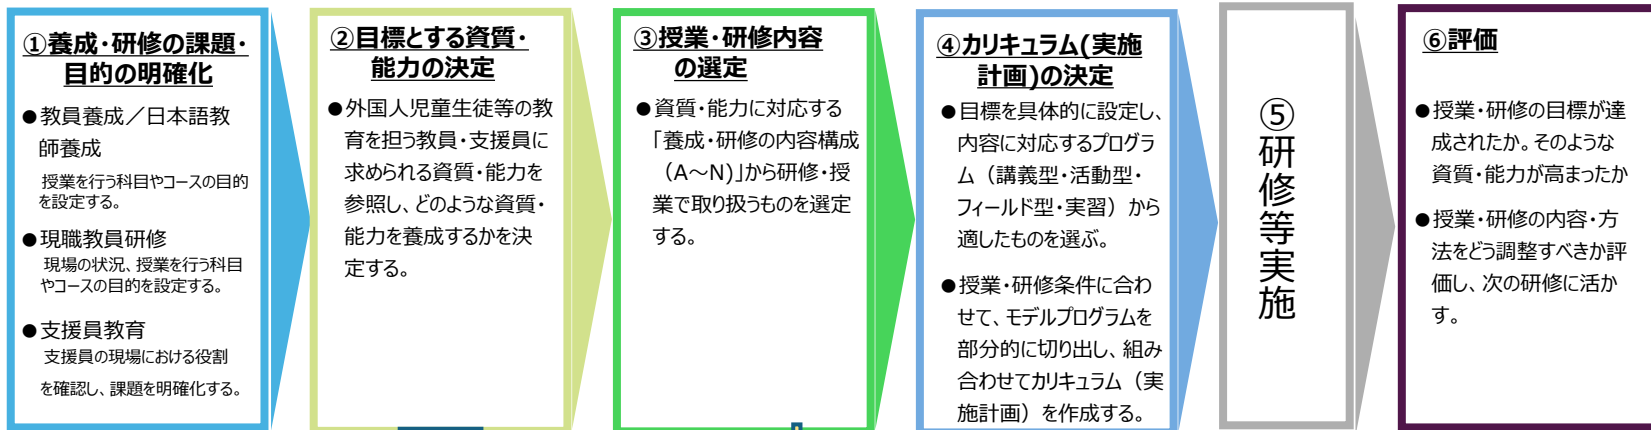 ①養成・研修の課題・
目的の明確化
●教員養成／日本語教
師養成
授業を行う科目やコースの目的
を設定する。
●現職教員研修
現場の状況、授業を行う科目
やコースの目的を設定する。
●支援員教育
支援員の現場における役割
を確認し、課題を明確化する。
②目標とする資質・
能力の決定
●外国人児童生徒等の教
育を担う教員・支援員に
求められる資質・能力を
参照し、どのような資質・
能力を養成するかを決
定する。
③授業・研修内容
の選定
●資質・能力に対応する
「養成・研修の内容構成
（A～N）」から研修・授
業で取り扱うものを選定
する。
④カリキュラム(実施
計画)の決定
●目標を具体的に設定し、
内容に対応するプログラ
ム（講義型・活動型・
フィールド型・実習）から
適したものを選ぶ。
●授業・研修条件に合わ
せて、モデルプログラムを
部分的に切り出し、組み
合わせてカリキュラム（実
施計画）を作成する。
⑤研修等実施
⑥評価
●授業・研修の目標が達
成されたか。そのような
資質・能力が高まったか
●授業・研修の内容・方
法をどう調整すべきか評
価し、次の研修に活か
す。